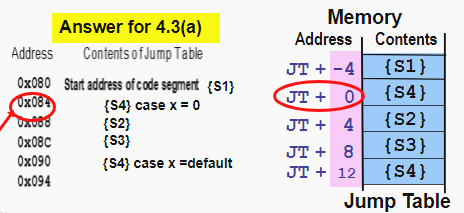 Answer for 4.3(a)
Address Contents of Jump Table
0x080 Start address of code segment {S1}
0x084 {S4} case x = 0
0x088 {S2}
0x08C {S3}
0x090 {S4} case x =default
0x094
Memory
Address Contents
JT + -4 {S1}
JT + 0 {S4}
JT + 4 {S2}
JT + 8 {S3}
JT + 12 {S4}
Jump Table